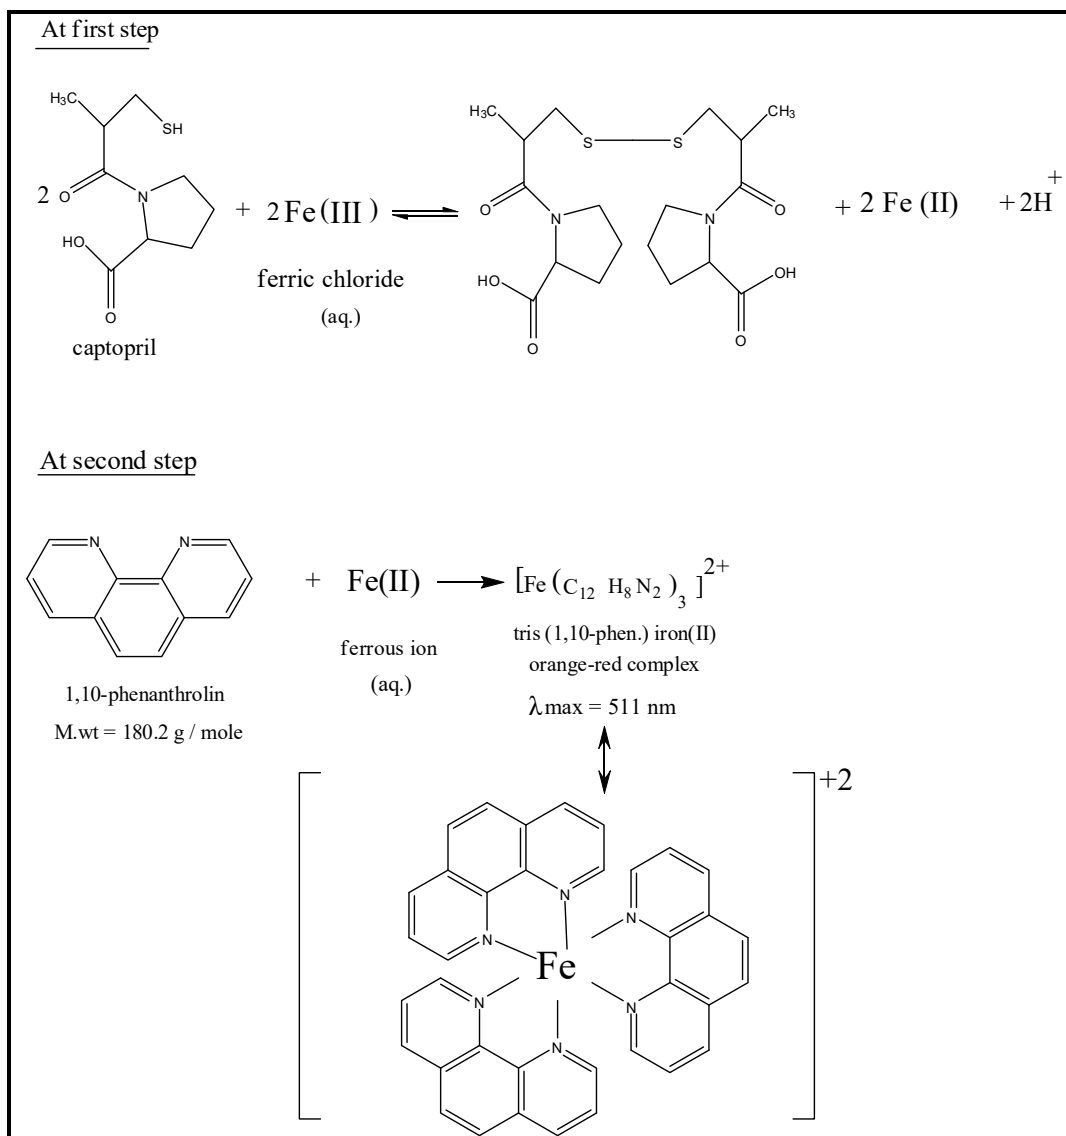 At first step
H₃C
SH
O
N
HO
O
2
captopril
+ 2Fe(III)
ferric chloride
(aq.)
H₃C
S
S
CH₃
O
N
N
O
HO
OH
O
O
+ 2 Fe (II) + 2H⁺
At second step
N
N
1,10-phenanthrolin
M.wt = 180.2 g / mole
+ Fe(II)
ferrous ion
(aq.)
[Fe (C₁₂ H₈ N₂ )₃ ]²⁺
tris (1,10-phen.) iron(II)
orange-red complex
λmax = 511 nm
+2
N
N
N
Fe
N
N
N